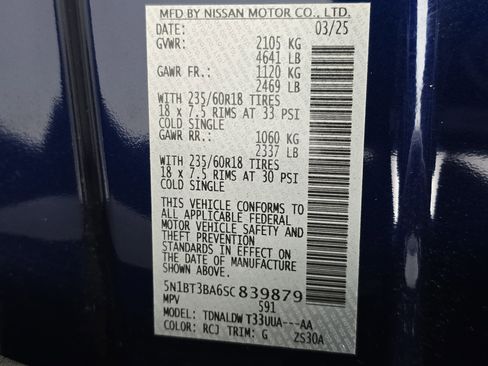 MFD BY NISSAN MOTOR CO., LTD.
DATE: 03/25
GVWR: 2105 KG
4641 LB
GAWR FR.: 1120 KG
2469 LB
WITH 235/60R18 TIRES
18 x 7.5 RIMS AT 33 PSI
COLD SINGLE
GAWR RR.: 1060 KG
2337 LB
WITH 235/60R18 TIRES
18 x 7.5 RIMS AT 30 PSI
COLD SINGLE
THIS VEHICLE CONFORMS TO
ALL APPLICABLE FEDERAL
MOTOR VEHICLE SAFETY AND
THEFT PREVENTION
STANDARDS IN EFFECT ON
THE DATE OF MANUFACTURE
SHOWN ABOVE.
5N1BT3BA6SC839879
MPV 591
MODEL: TDNALDW T33UUA---AA
COLOR: RCJ TRIM: G ZS30A